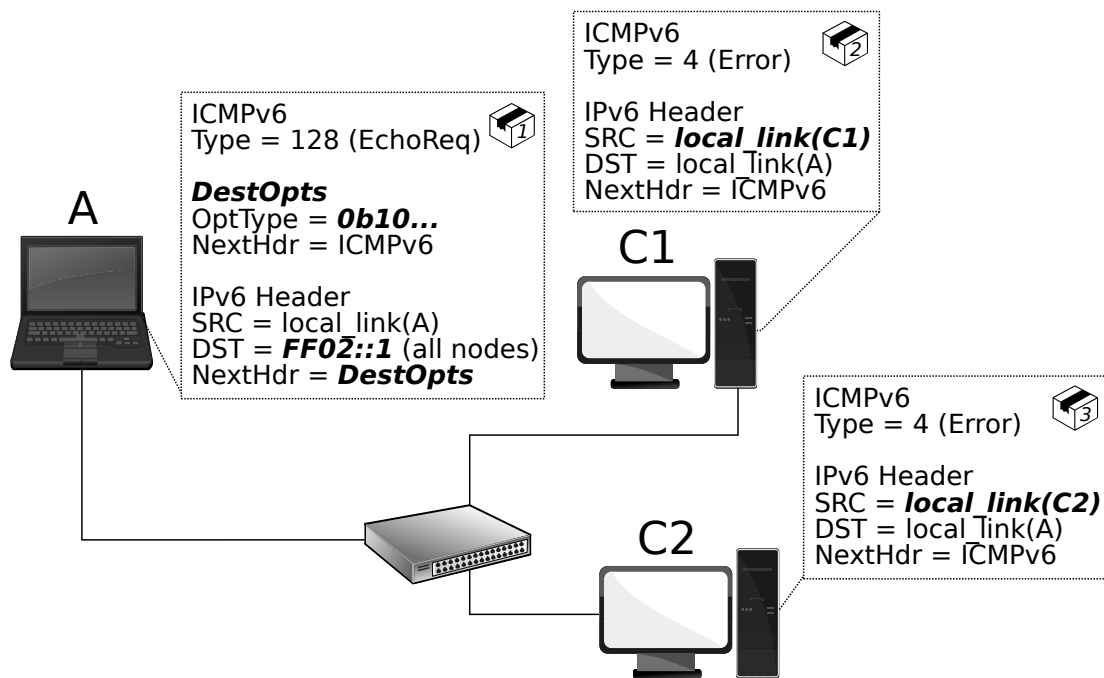 A
ICMPv6
Type = 128 (EchoReq)
1
DestOpts
OptType = 0b10...
NextHdr = ICMPv6
IPv6 Header
SRC = local_link(A)
DST = FF02::1 (all nodes)
NextHdr = DestOpts
ICMPv6
Type = 4 (Error)
2
IPv6 Header
SRC = local_link(C1)
DST = local_link(A)
NextHdr = ICMPv6
C1
ICMPv6
Type = 4 (Error)
3
IPv6 Header
SRC = local_link(C2)
DST = local_link(A)
NextHdr = ICMPv6
C2